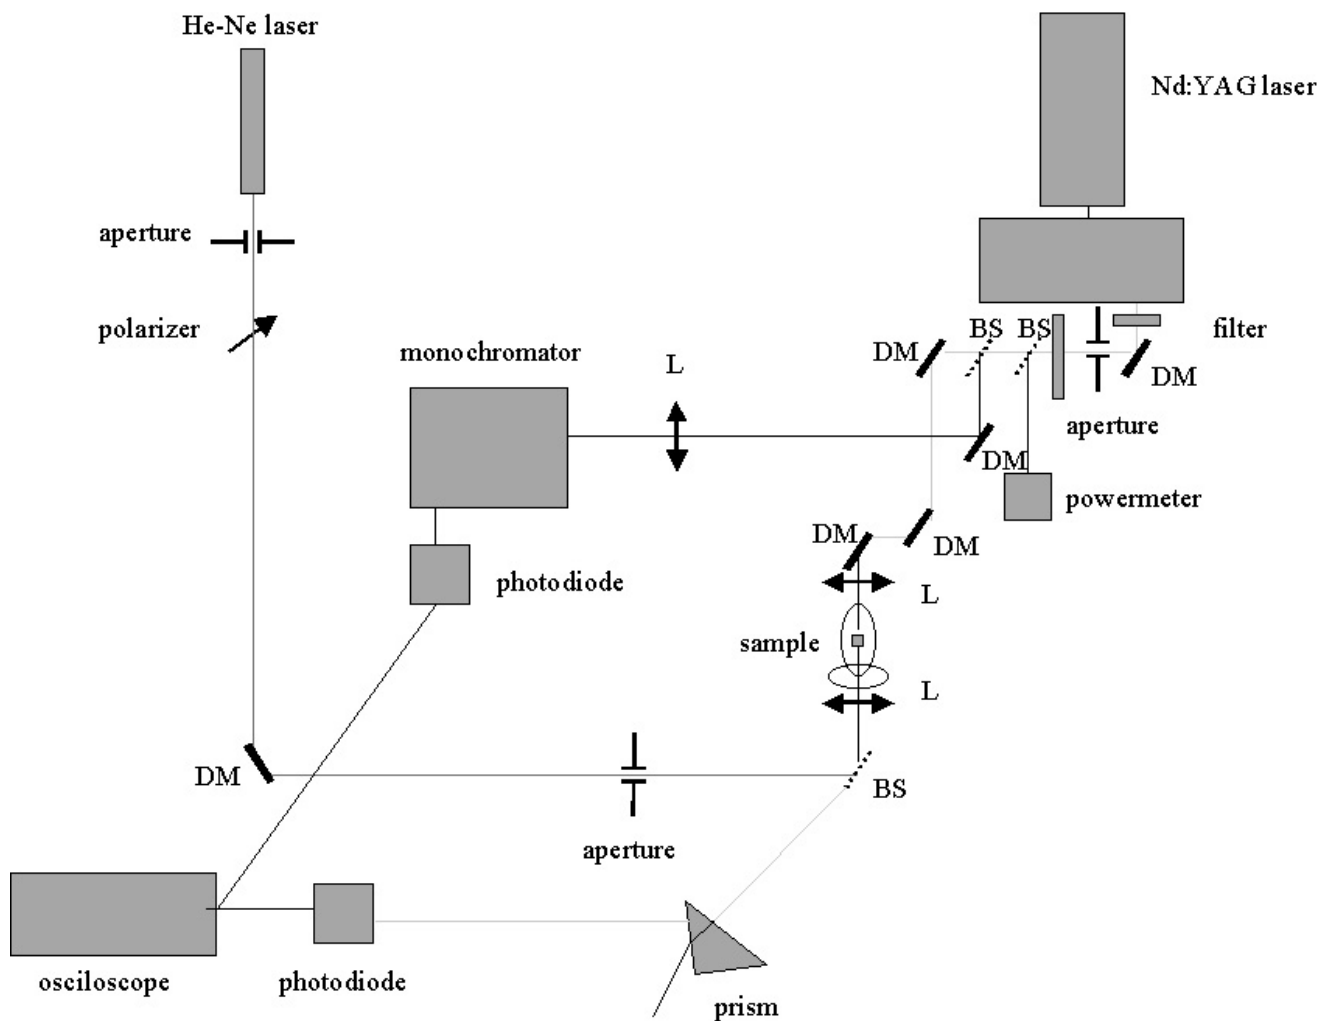 He-Ne laser
Nd:YAG laser
aperture
polarizer
monochromator
L
DM
BS
BS
filter
DM
aperture
DM
powermeter
DM
DM
photodiode
L
sample
L
DM
BS
aperture
osciloscope
photodiode
prism